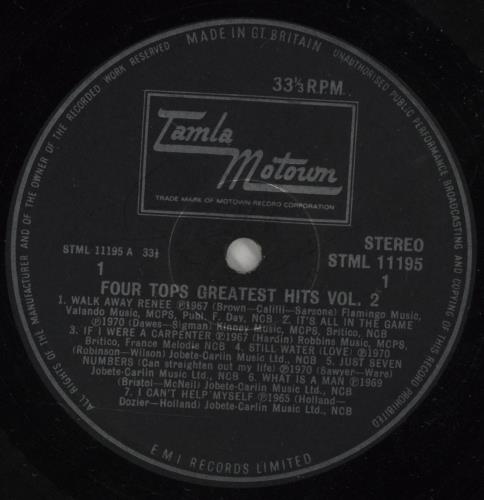 MADE IN GT. BRITAIN
ALL RIGHTS OF THE MANUFACTURER AND OF THE OWNER OF THE RECORDED WORK RESERVED
UNAUTHORISED PUBLIC PERFORMANCE BROADCASTING AND COPYING OF THIS RECORD PROHIBITED
33⅓ R.P.M.
Tamla
Motown
TRADE MARK OF MOTOWN RECORD CORPORATION
STML 11195 A 33⅓
1
STEREO
STML 11195
1
FOUR TOPS GREATEST HITS VOL. 2
1. WALK AWAY RENEE ℗1967 (Brown—Calilli—Sansone) Flamingo Music,
Valando Music, MCPS, Publ. F. Day, NCB 2. IT'S ALL IN THE GAME
℗1970 (Dawes—Sigman) Kinney Music, MCPS, Britico, NCB
3. IF I WERE A CARPENTER ℗1967 (Hardin) Robbins Music, MCPS,
Britico, France Melodie NCB 4. STILL WATER (LOVE) ℗1970
(Robinson—Wilson) Jobete-Carlin Music Ltd., NCB 5. JUST SEVEN
NUMBERS (Can straighten out my life) ℗1970 (Sawyer—Ware)
Jobete-Carlin Music Ltd., NCB 6. WHAT IS A MAN ℗1969
(Bristol—McNeil) Jobete-Carlin Music Ltd., NCB
7. I CAN'T HELP MYSELF ℗1965 (Holland—
Dozier—Holland) Jobete-Carlin Music Ltd., NCB
EMI RECORDS LIMITED